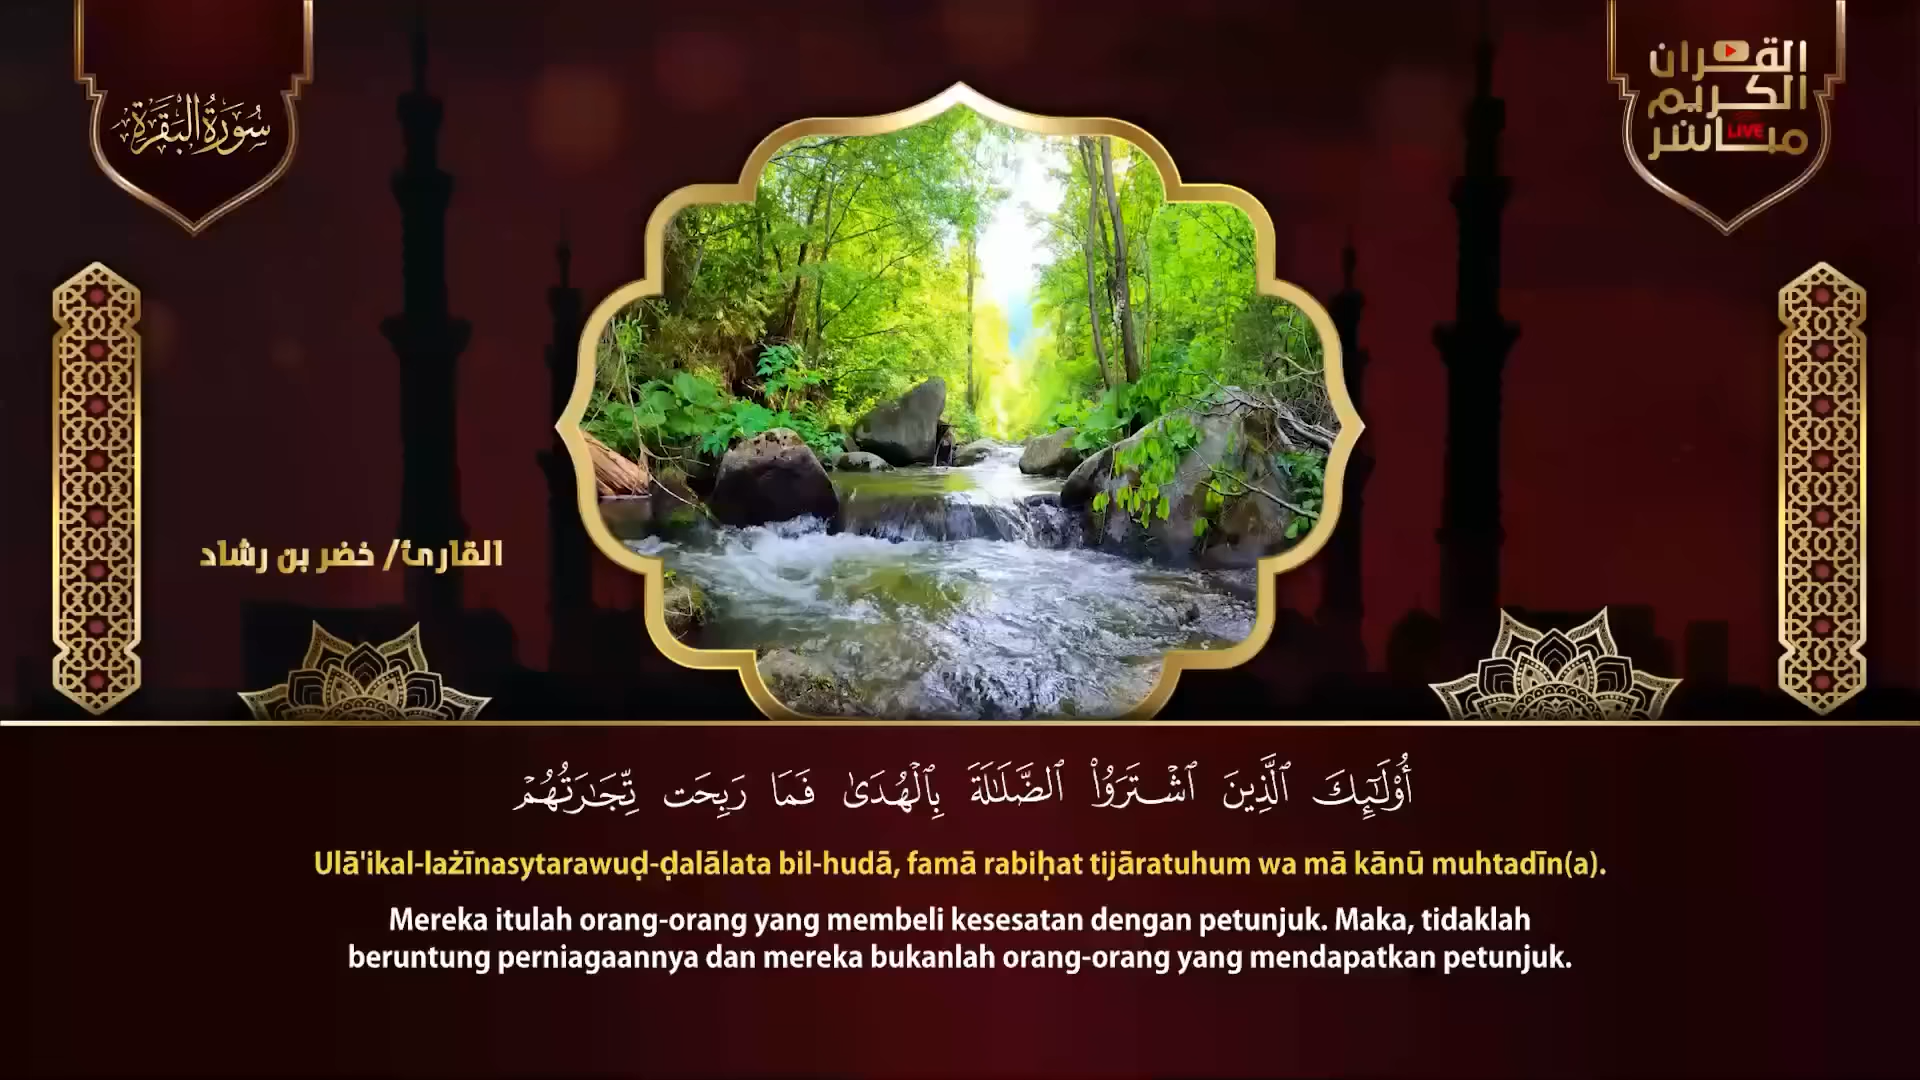 سُورَةُ البَقَرَةِ
القرآن
الكريم
مباشر
LIVE
القارئ/ خضر بن رشاد
أُو۟لَـٰٓئِكَ ٱلَّذِينَ ٱشْتَرَوُا۟ ٱلضَّلَـٰلَةَ بِٱلْهُدَىٰ فَمَا رَبِحَت تِّجَـٰرَتُهُمْ
Ulā'ikal-lażīnasytarawuḍ-ḍalālata bil-hudā, famā rabiḥat tijāratuhum wa mā kānū muhtadīn(a).
Mereka itulah orang-orang yang membeli kesesatan dengan petunjuk. Maka, tidaklah
beruntung perniagaannya dan mereka bukanlah orang-orang yang mendapatkan petunjuk.